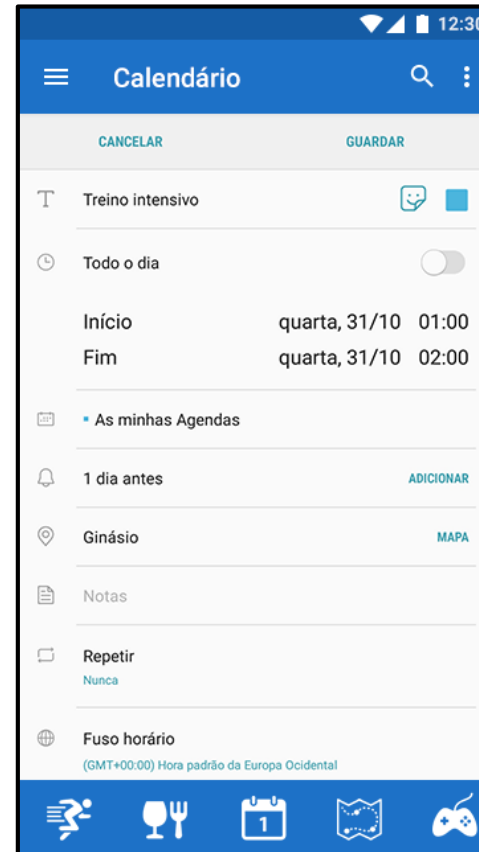 12:30
Calendário
CANCELAR GUARDAR
Treino intensivo
Todo o dia
Início quarta, 31/10 01:00
Fim quarta, 31/10 02:00
As minhas Agendas
1 dia antes ADICIONAR
Ginásio MAPA
Notas
Repetir
Nunca
Fuso horário
(GMT+00:00) Hora padrão da Europa Ocidental
1